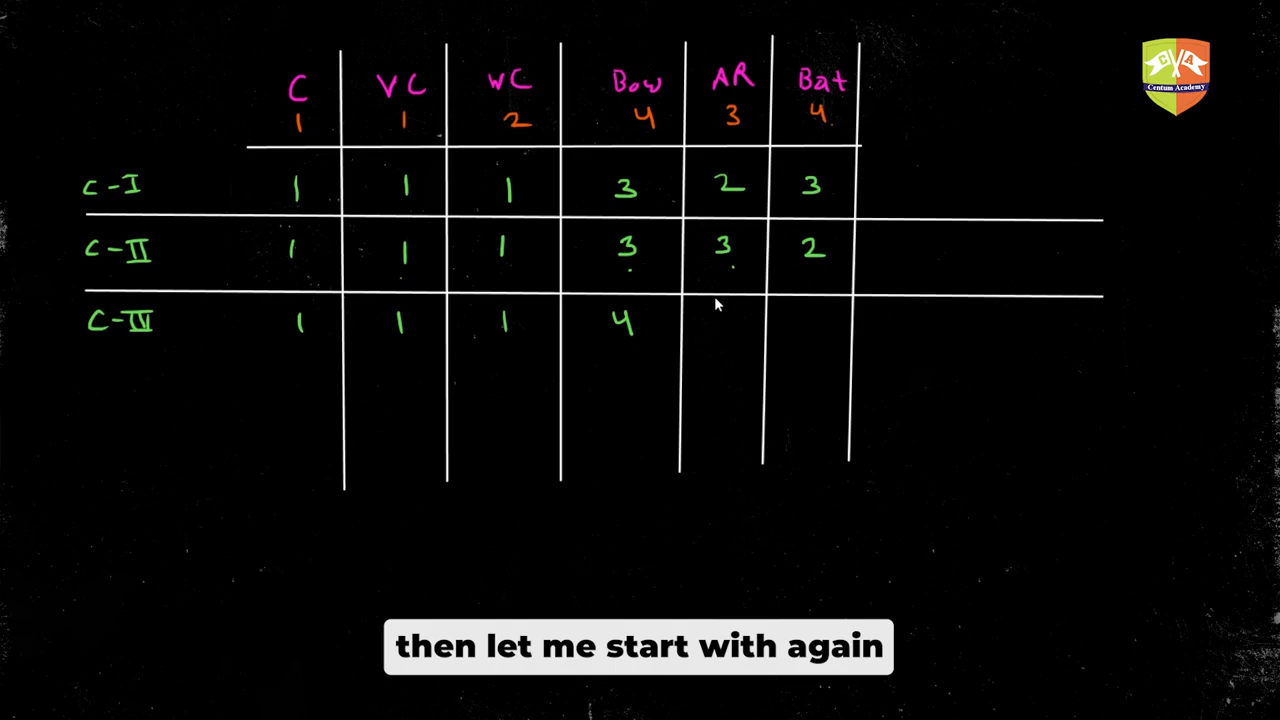 C VC WC Bow AR Bat
1 1 2 4 3 4
C-I 1 1 1 3 2 3
C-II 1 1 1 3 3 2
C-III 1 1 1 4
then let me start with again
C A
Centum Academy